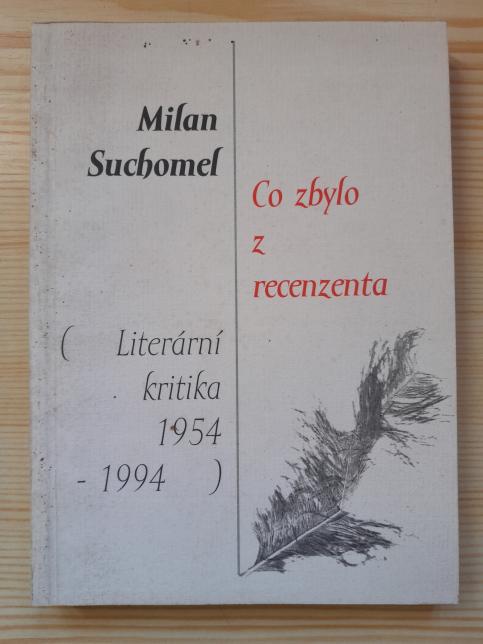 Milan
Suchomel
Co zbylo
z
recenzenta
( Literární
kritika
1954
- 1994 )